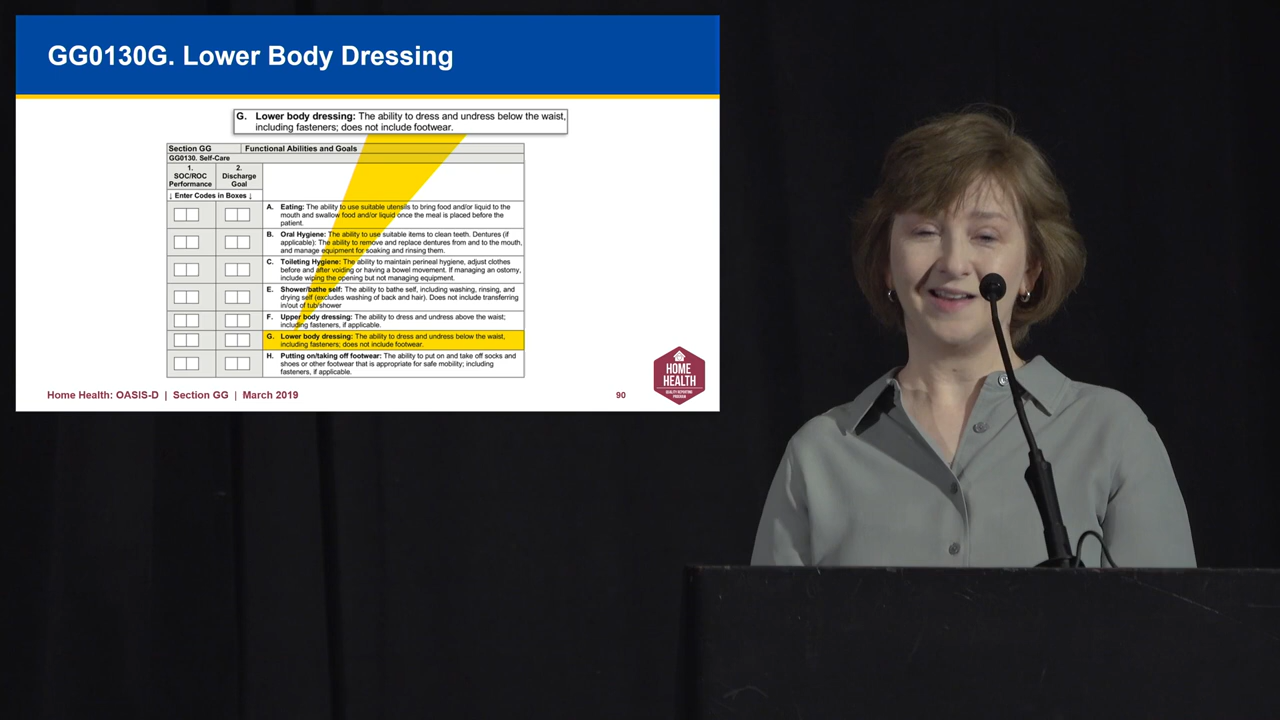 GG0130G. Lower Body Dressing
G. Lower body dressing: The ability to dress and undress below the waist,
including fasteners; does not include footwear.
Section GG Functional Abilities and Goals
GG0130. Self-Care
1.
SOC/ROC
Performance
2.
Discharge
Goal
↓ Enter Codes in Boxes ↓
A. Eating: The ability to use suitable utensils to bring food and/or liquid to the
mouth and swallow food and/or liquid once the meal is placed before the
patient.
B. Oral Hygiene: The ability to use suitable items to clean teeth. Dentures (if
applicable): The ability to remove and replace dentures from and to the mouth,
and manage equipment for soaking and rinsing them.
C. Toileting Hygiene: The ability to maintain perineal hygiene, adjust clothes
before and after voiding or having a bowel movement. If managing an ostomy,
include wiping the opening but not managing equipment.
E. Shower/bathe self: The ability to bathe self, including washing, rinsing, and
drying self (excludes washing of back and hair). Does not include transferring
in/out of tub/shower
F. Upper body dressing: The ability to dress and undress above the waist;
including fasteners, if applicable.
G. Lower body dressing: The ability to dress and undress below the waist,
including fasteners; does not include footwear.
H. Putting on/taking off footwear: The ability to put on and take off socks and
shoes or other footwear that is appropriate for safe mobility; including
fasteners, if applicable.
HOME
HEALTH
QUALITY REPORTING
PROGRAM
Home Health: OASIS-D | Section GG | March 2019
90